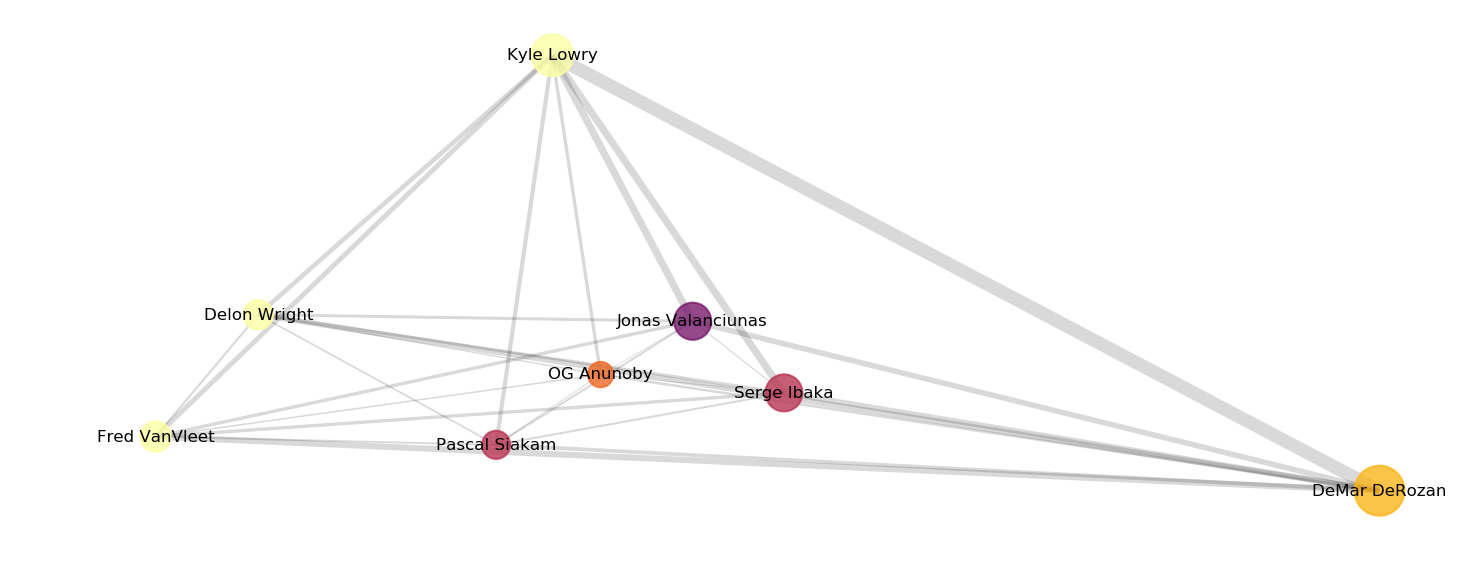 Kyle Lowry
Delon Wright
Jonas Valanciunas
OG Anunoby
Serge Ibaka
Fred VanVleet
Pascal Siakam
DeMar DeRozan